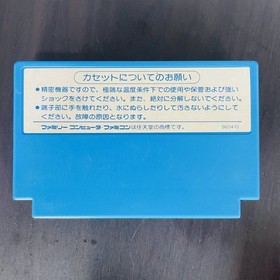 カセットについてのお願い
●精密機器ですので、極端な温度条件下での使用や保管および強い
ショックをさけてください。また、絶対に分解しないでください。
●端子部に手を触れたり、水にぬらしたりして汚さないようにして
ください。故障の原因となります。
ファミリー コンピュータ ファミコンは任天堂の商標です。